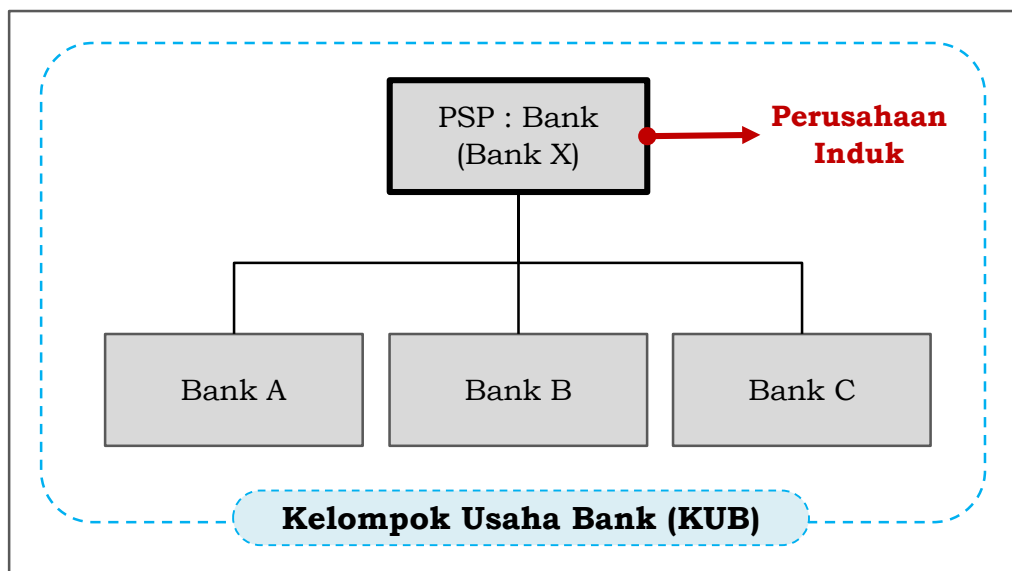 PSP : Bank
(Bank X)
Perusahaan
Induk
Bank A
Bank B
Bank C
Kelompok Usaha Bank (KUB)